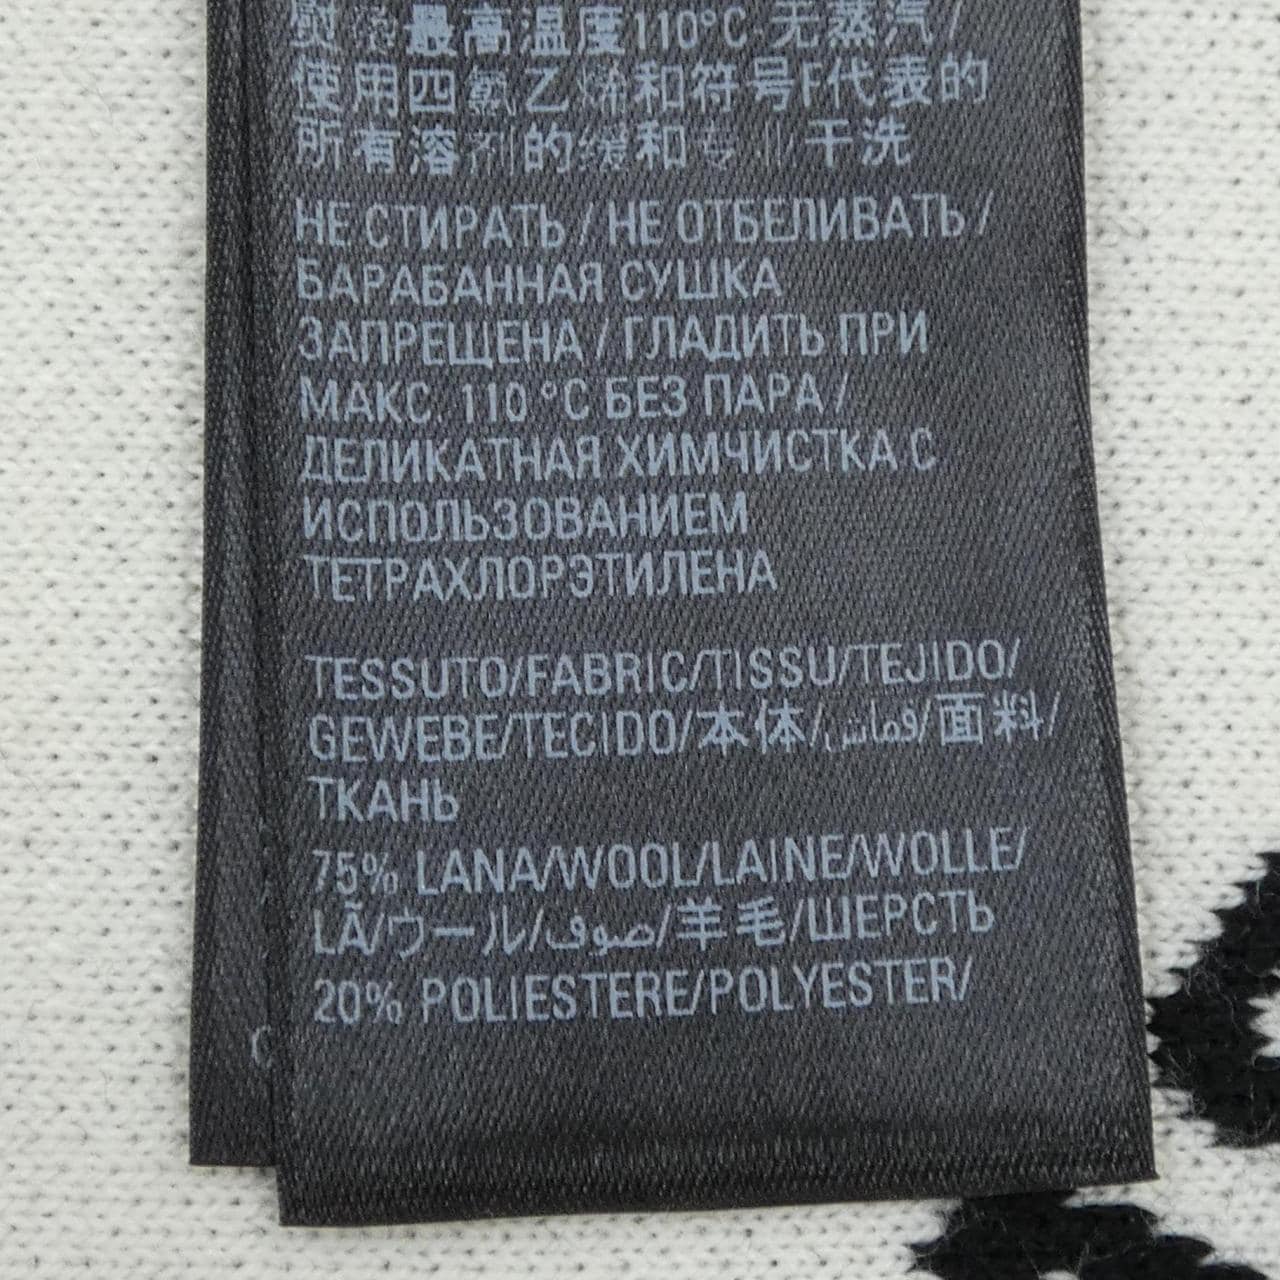 熨烫最高温度110°C 无蒸汽/
使用四氯乙烯和符号F代表的
所有溶剂的缓和专业干洗
НЕ СТИРАТЬ / НЕ ОТБЕЛИВАТЬ /
БАРАБАННАЯ СУШКА
ЗАПРЕЩЕНА / ГЛАДИТЬ ПРИ
МАКС. 110 °C БЕЗ ПАРА /
ДЕЛИКАТНАЯ ХИМЧИСТКА С
ИСПОЛЬЗОВАНИЕМ
ТЕТРАХЛОРЭТИЛЕНА
TESSUTO/FABRIC/TISSU/TEJIDO/
GEWEBE/TECIDO/本体/قماش/面料/
ТКАНЬ
75% LANA/WOOL/LAINE/WOLLE/
LÃ/ウール/صوف/羊毛/ШЕРСТЬ
20% POLIESTERE/POLYESTER/